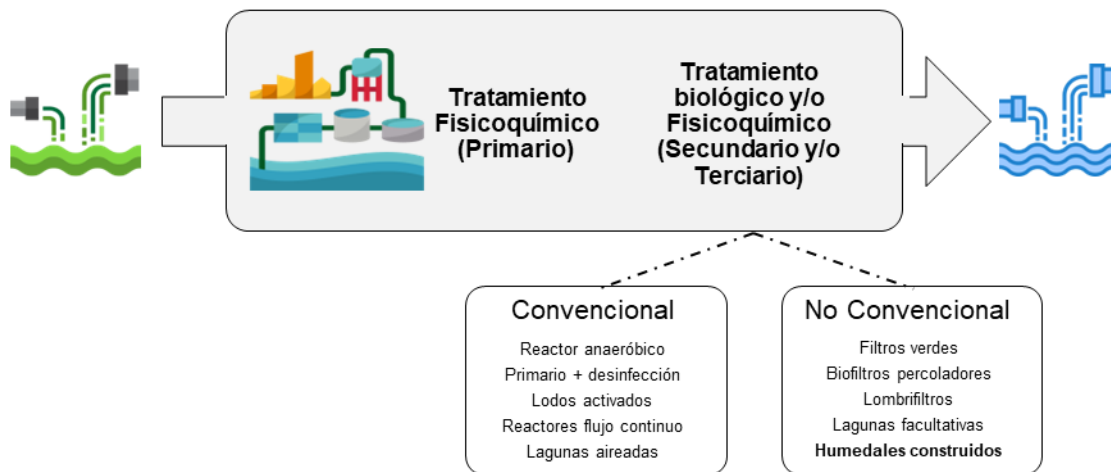 Tratamiento
Fisicoquímico
(Primario)
Tratamiento
biológico y/o
Fisicoquímico
(Secundario y/o
Terciario)
Convencional
Reactor anaeróbico
Primario + desinfección
Lodos activados
Reactores flujo continuo
Lagunas aireadas
No Convencional
Filtros verdes
Biofiltros percoladores
Lombrifiltros
Lagunas facultativas
Humedales construidos